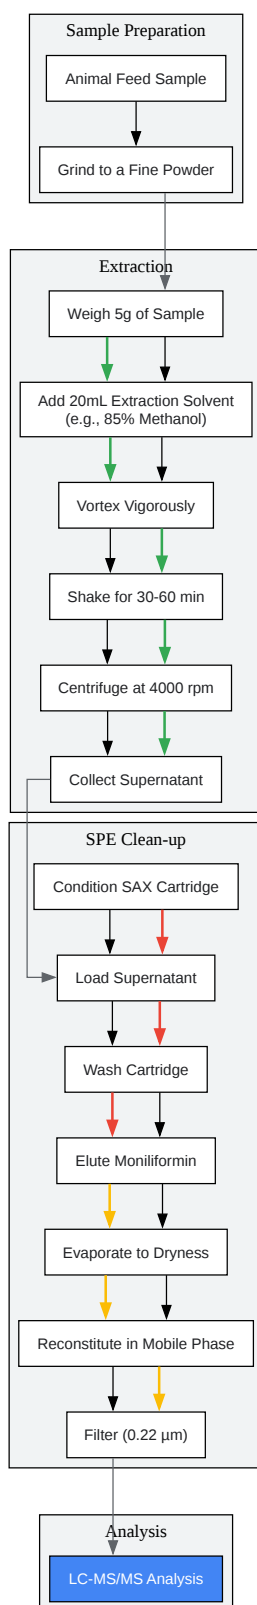 Sample Preparation
Animal Feed Sample
Grind to a Fine Powder
Extraction
Weigh 5g of Sample
Add 20mL Extraction Solvent
(e.g., 85% Methanol)
Vortex Vigorously
Shake for 30-60 min
Centrifuge at 4000 rpm
Collect Supernatant
SPE Clean-up
Condition SAX Cartridge
Load Supernatant
Wash Cartridge
Elute Moniliformin
Evaporate to Dryness
Reconstitute in Mobile Phase
Filter (0.22 µm)
Analysis
LC-MS/MS Analysis